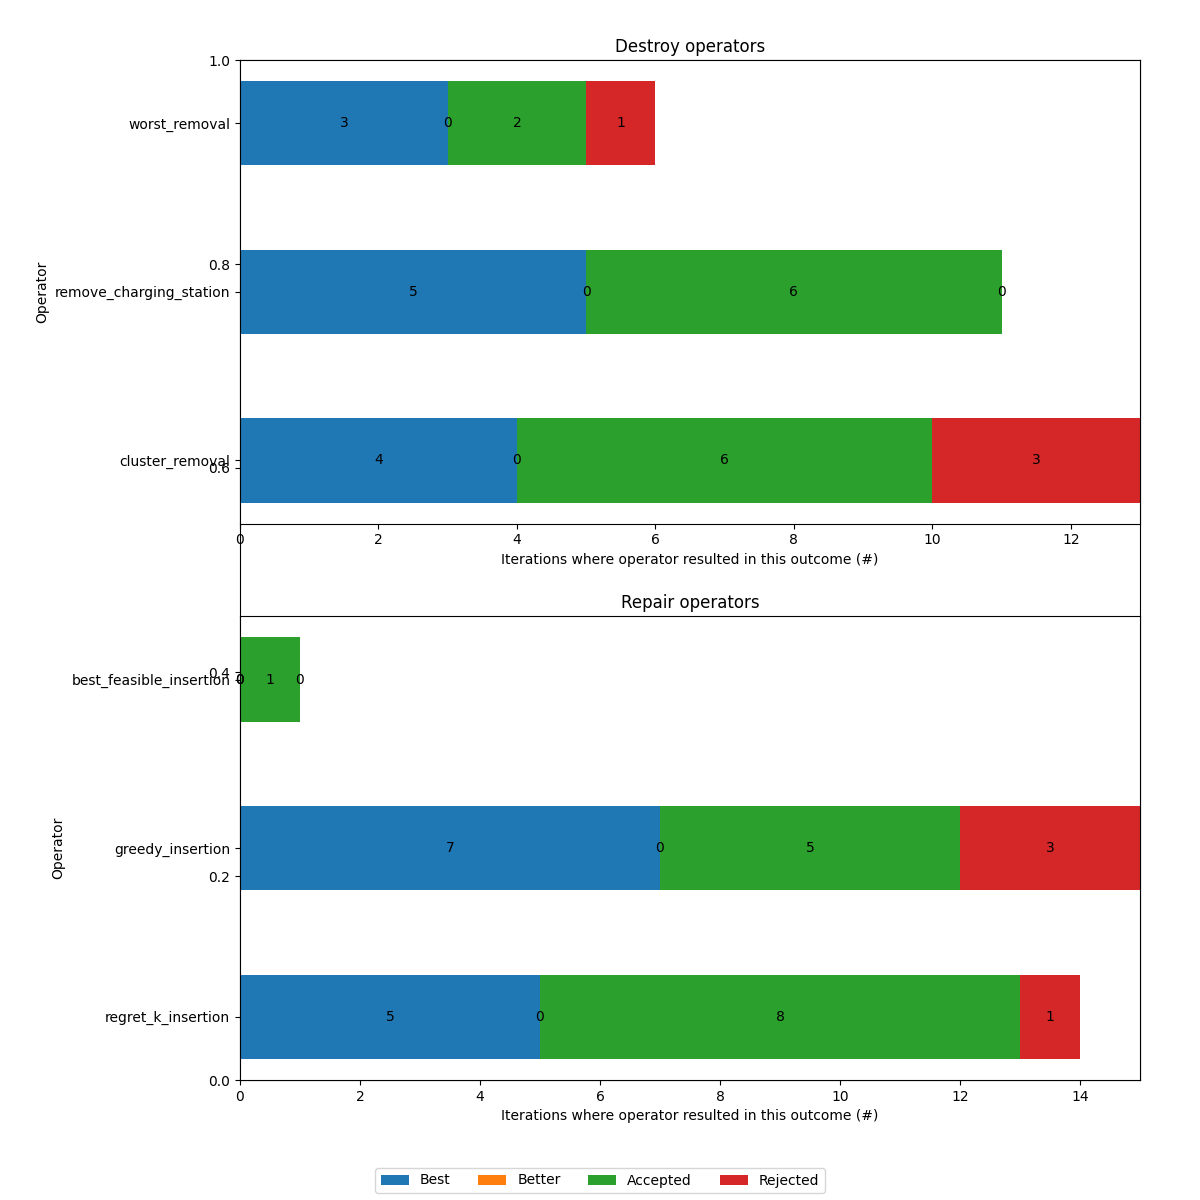 Destroy operators
1.0
worst_removal
3 0 2 1
0.8
Operator
remove_charging_station
5 0 6 0
cluster_removal
4 0 6 3
0.6
0 2 4 6 8 10 12
Iterations where operator resulted in this outcome (#)
Repair operators
0.4
best_feasible_insertion
0 0 1 0
greedy_insertion
7 0 5 3
Operator
0.2
regret_k_insertion
5 0 8 1
0.0
0 2 4 6 8 10 12 14
Iterations where operator resulted in this outcome (#)
Best Better Accepted Rejected